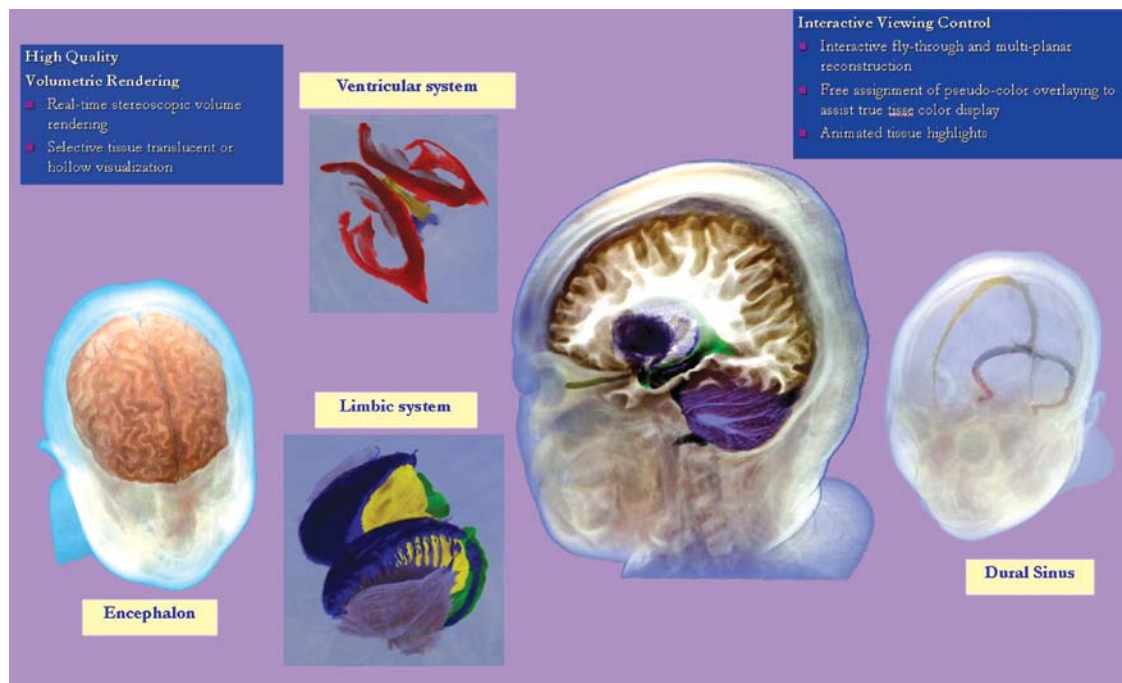 High Quality
Volumetric Rendering
Real-time stereoscopic volume
rendering
Selective tissue translucent or
hollow visualization
Ventricular system
Interactive Viewing Control
Interactive fly-through and multi-planar
reconstruction
Free assignment of pseudo-color overlaying to
assist true tisse color display
Animated tissue highlights
Limbic system
Encephalon
Dural Sinus